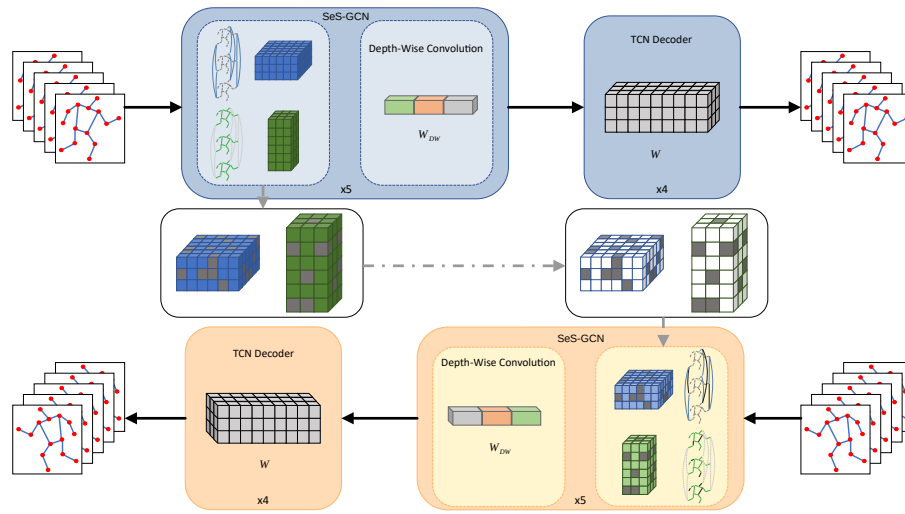 SeS-GCN
Depth-Wise Convolution
W_DW
x5
TCN Decoder
W
x4
TCN Decoder
W
x4
SeS-GCN
Depth-Wise Convolution
W_DW
x5